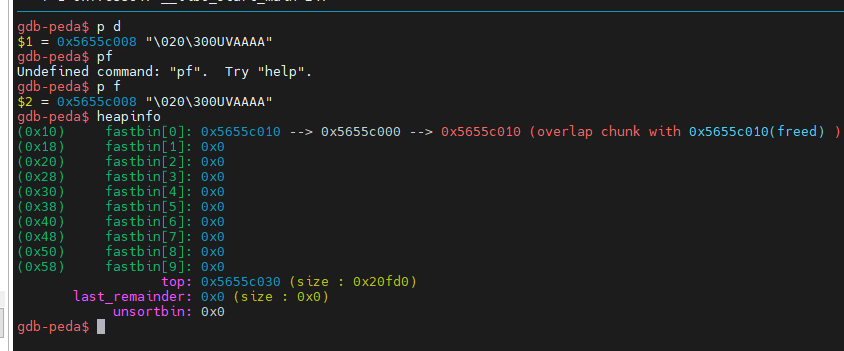 gdb-peda$ p d
$1 = 0x5655c008 "\020\300UVAAAA"
gdb-peda$ pf
Undefined command: "pf".  Try "help".
gdb-peda$ p f
$2 = 0x5655c008 "\020\300UVAAAA"
gdb-peda$ heapinfo
(0x10)     fastbin[0]: 0x5655c010 --> 0x5655c000 --> 0x5655c010 (overlap chunk with 0x5655c010(freed) )
(0x18)     fastbin[1]: 0x0
(0x20)     fastbin[2]: 0x0
(0x28)     fastbin[3]: 0x0
(0x30)     fastbin[4]: 0x0
(0x38)     fastbin[5]: 0x0
(0x40)     fastbin[6]: 0x0
(0x48)     fastbin[7]: 0x0
(0x50)     fastbin[8]: 0x0
(0x58)     fastbin[9]: 0x0
top: 0x5655c030 (size : 0x20fd0)
last_remainder: 0x0 (size : 0x0)
unsortbin: 0x0
gdb-peda$